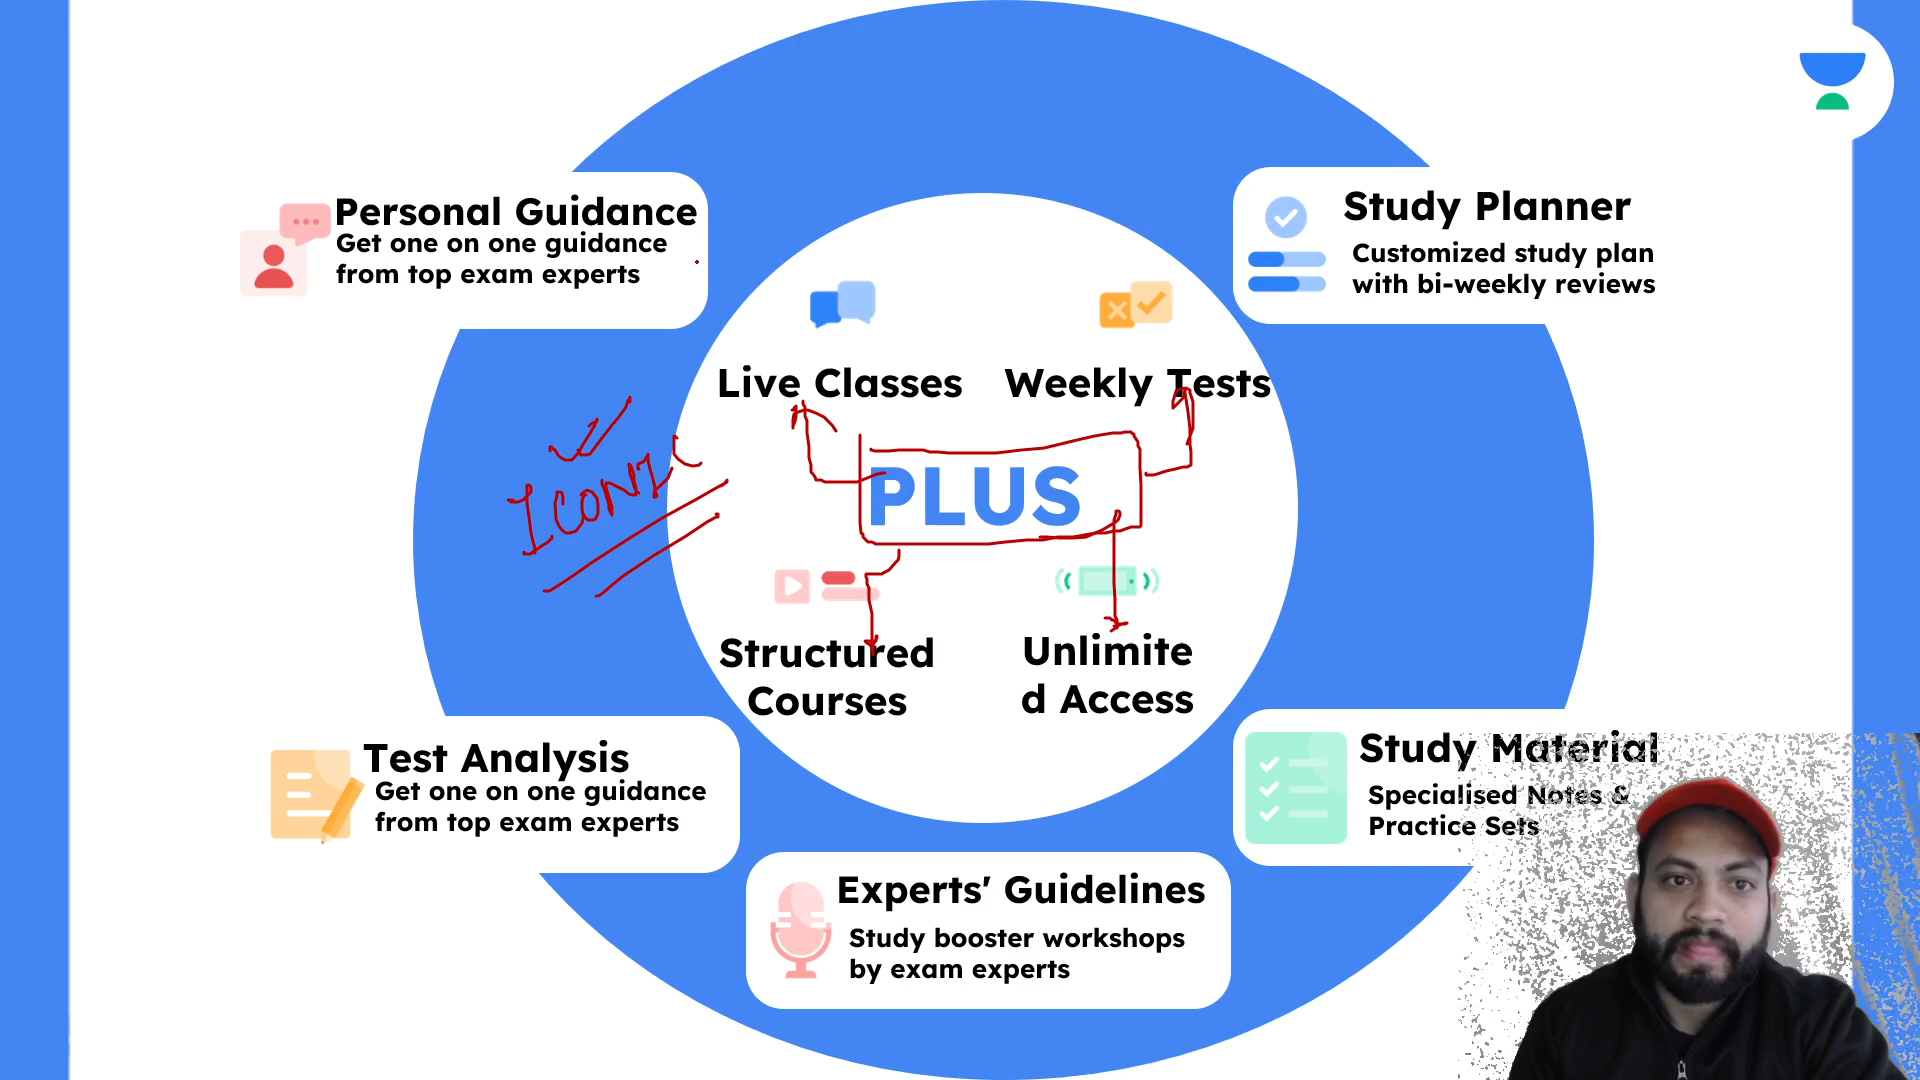 Personal Guidance
Get one on one guidance
from top exam experts
Study Planner
Customized study plan
with bi-weekly reviews
Live Classes
Weekly Tests
ICONIC
PLUS
Structured
Courses
Unlimite
d Access
Test Analysis
Get one on one guidance
from top exam experts
Study Material
Specialised Notes &
Practice Sets
Experts' Guidelines
Study booster workshops
by exam experts